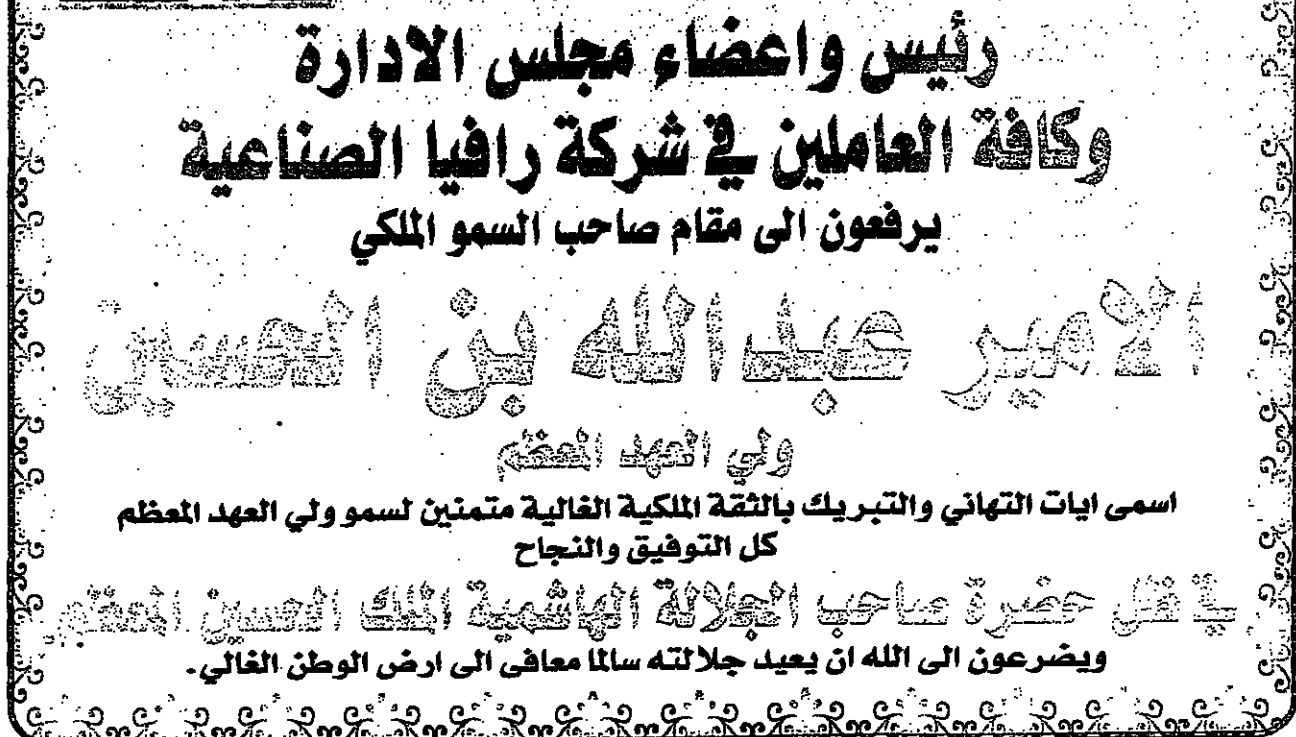 رئيس واعضاء مجلس الادارة
وكافة العاملين في شركة رافيا الصناعية
يرفعون الى مقام صاحب السمو الملكي
الامير عبدالله بن الحسين
ولي العهد المعظم
اسمى ايات التهاني والتبريك بالثقة الملكية الغالية متمنين لسمو ولي العهد المعظم
كل التوفيق والنجاح
في ظل حضرة صاحب الجلالة الهاشمية الملك الحسين المعظم
ويضرعون الى الله ان يعيد جلالته سالما معافى الى ارض الوطن الغالي.